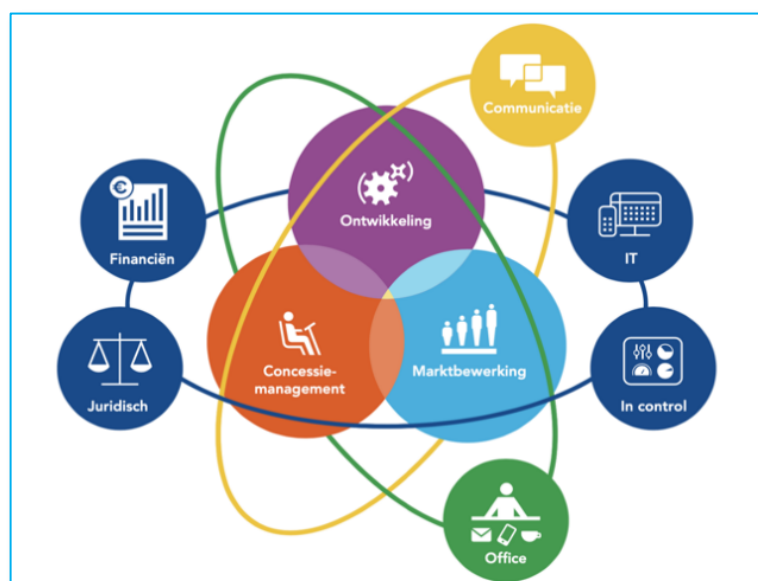 Communicatie
Ontwikkeling
Financiën
IT
Concessie-
management
Marktbewerking
Juridisch
In control
Office